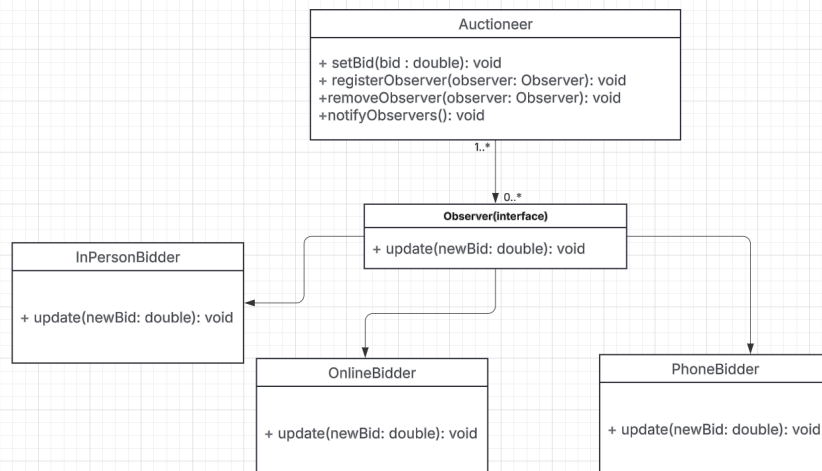 Auctioneer
+ setBid(bid : double): void
+ registerObserver(observer: Observer): void
+removeObserver(observer: Observer): void
+notifyObservers(): void
1..*
0..*
Observer(interface)
+ update(newBid: double): void
InPersonBidder
+ update(newBid: double): void
OnlineBidder
+ update(newBid: double): void
PhoneBidder
+ update(newBid: double): void